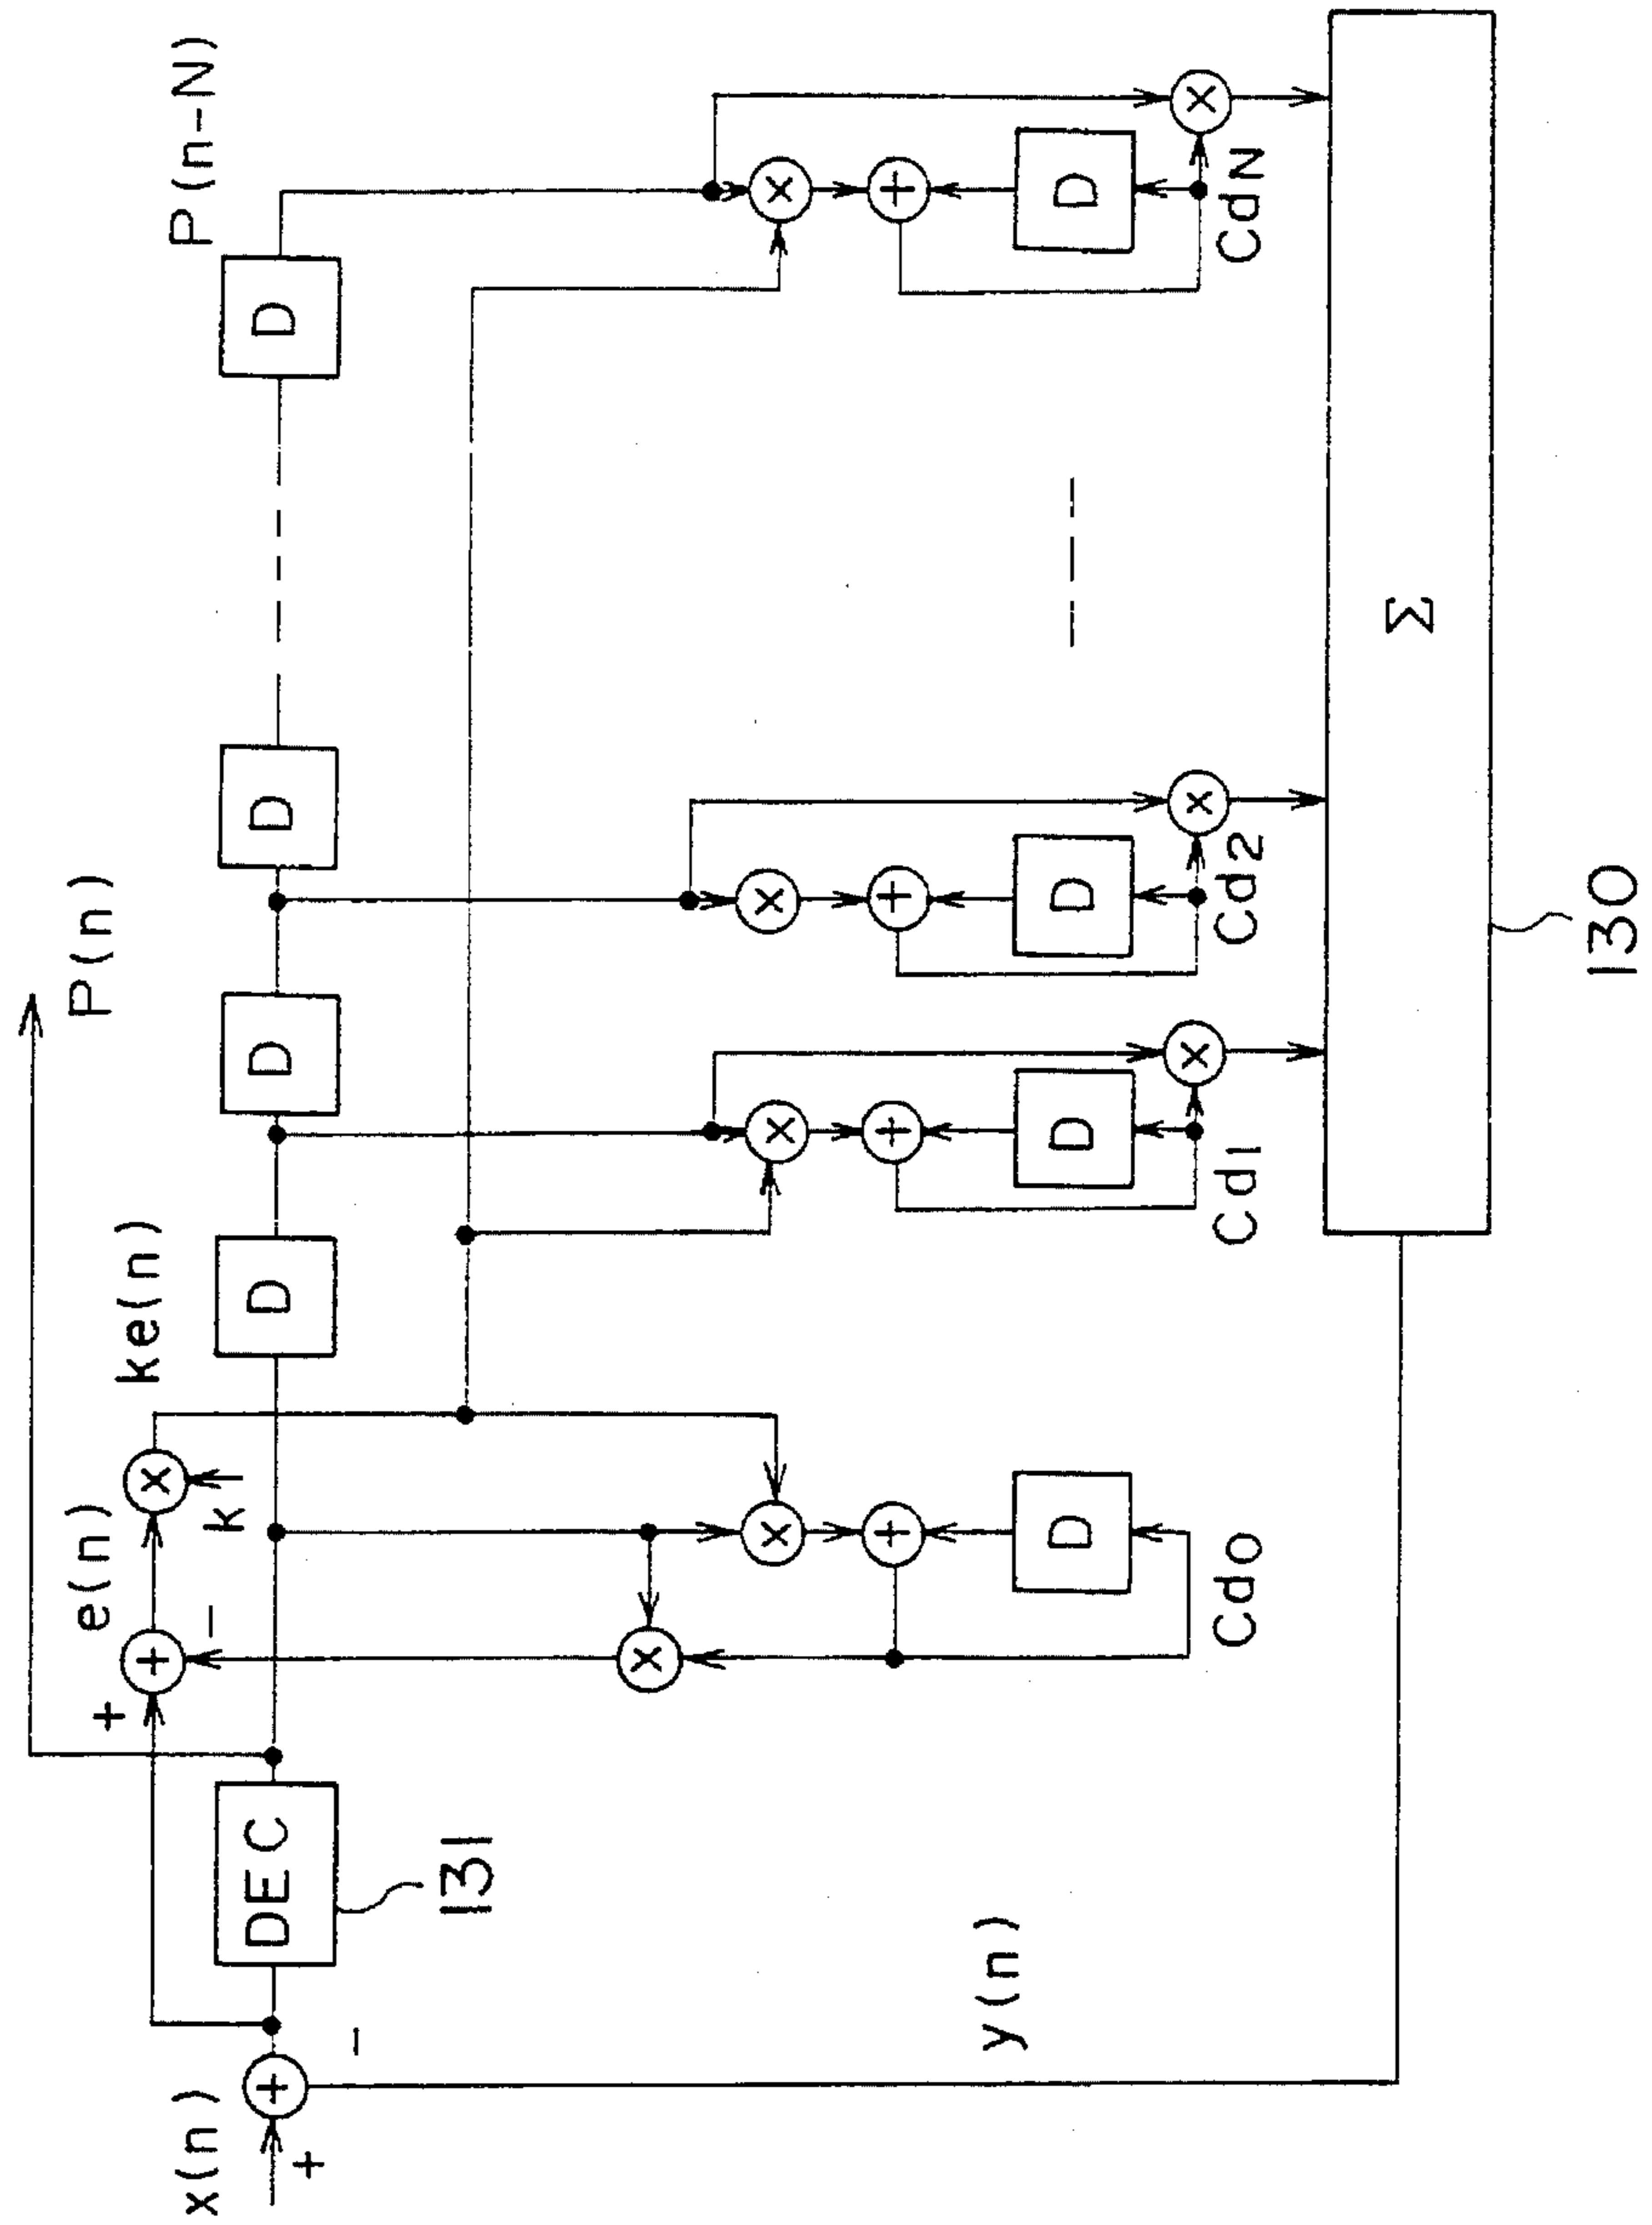 P(n)
e(n)
ke(n)
P(n-N)
+
+
-
×
k
x(n)
+
+
-
DEC
D
D
D
D
131
×
×
+
D
Cd0
×
+
D
×
Cd1
×
+
D
×
Cd2
×
+
D
×
CdN
y(n)
Σ
130